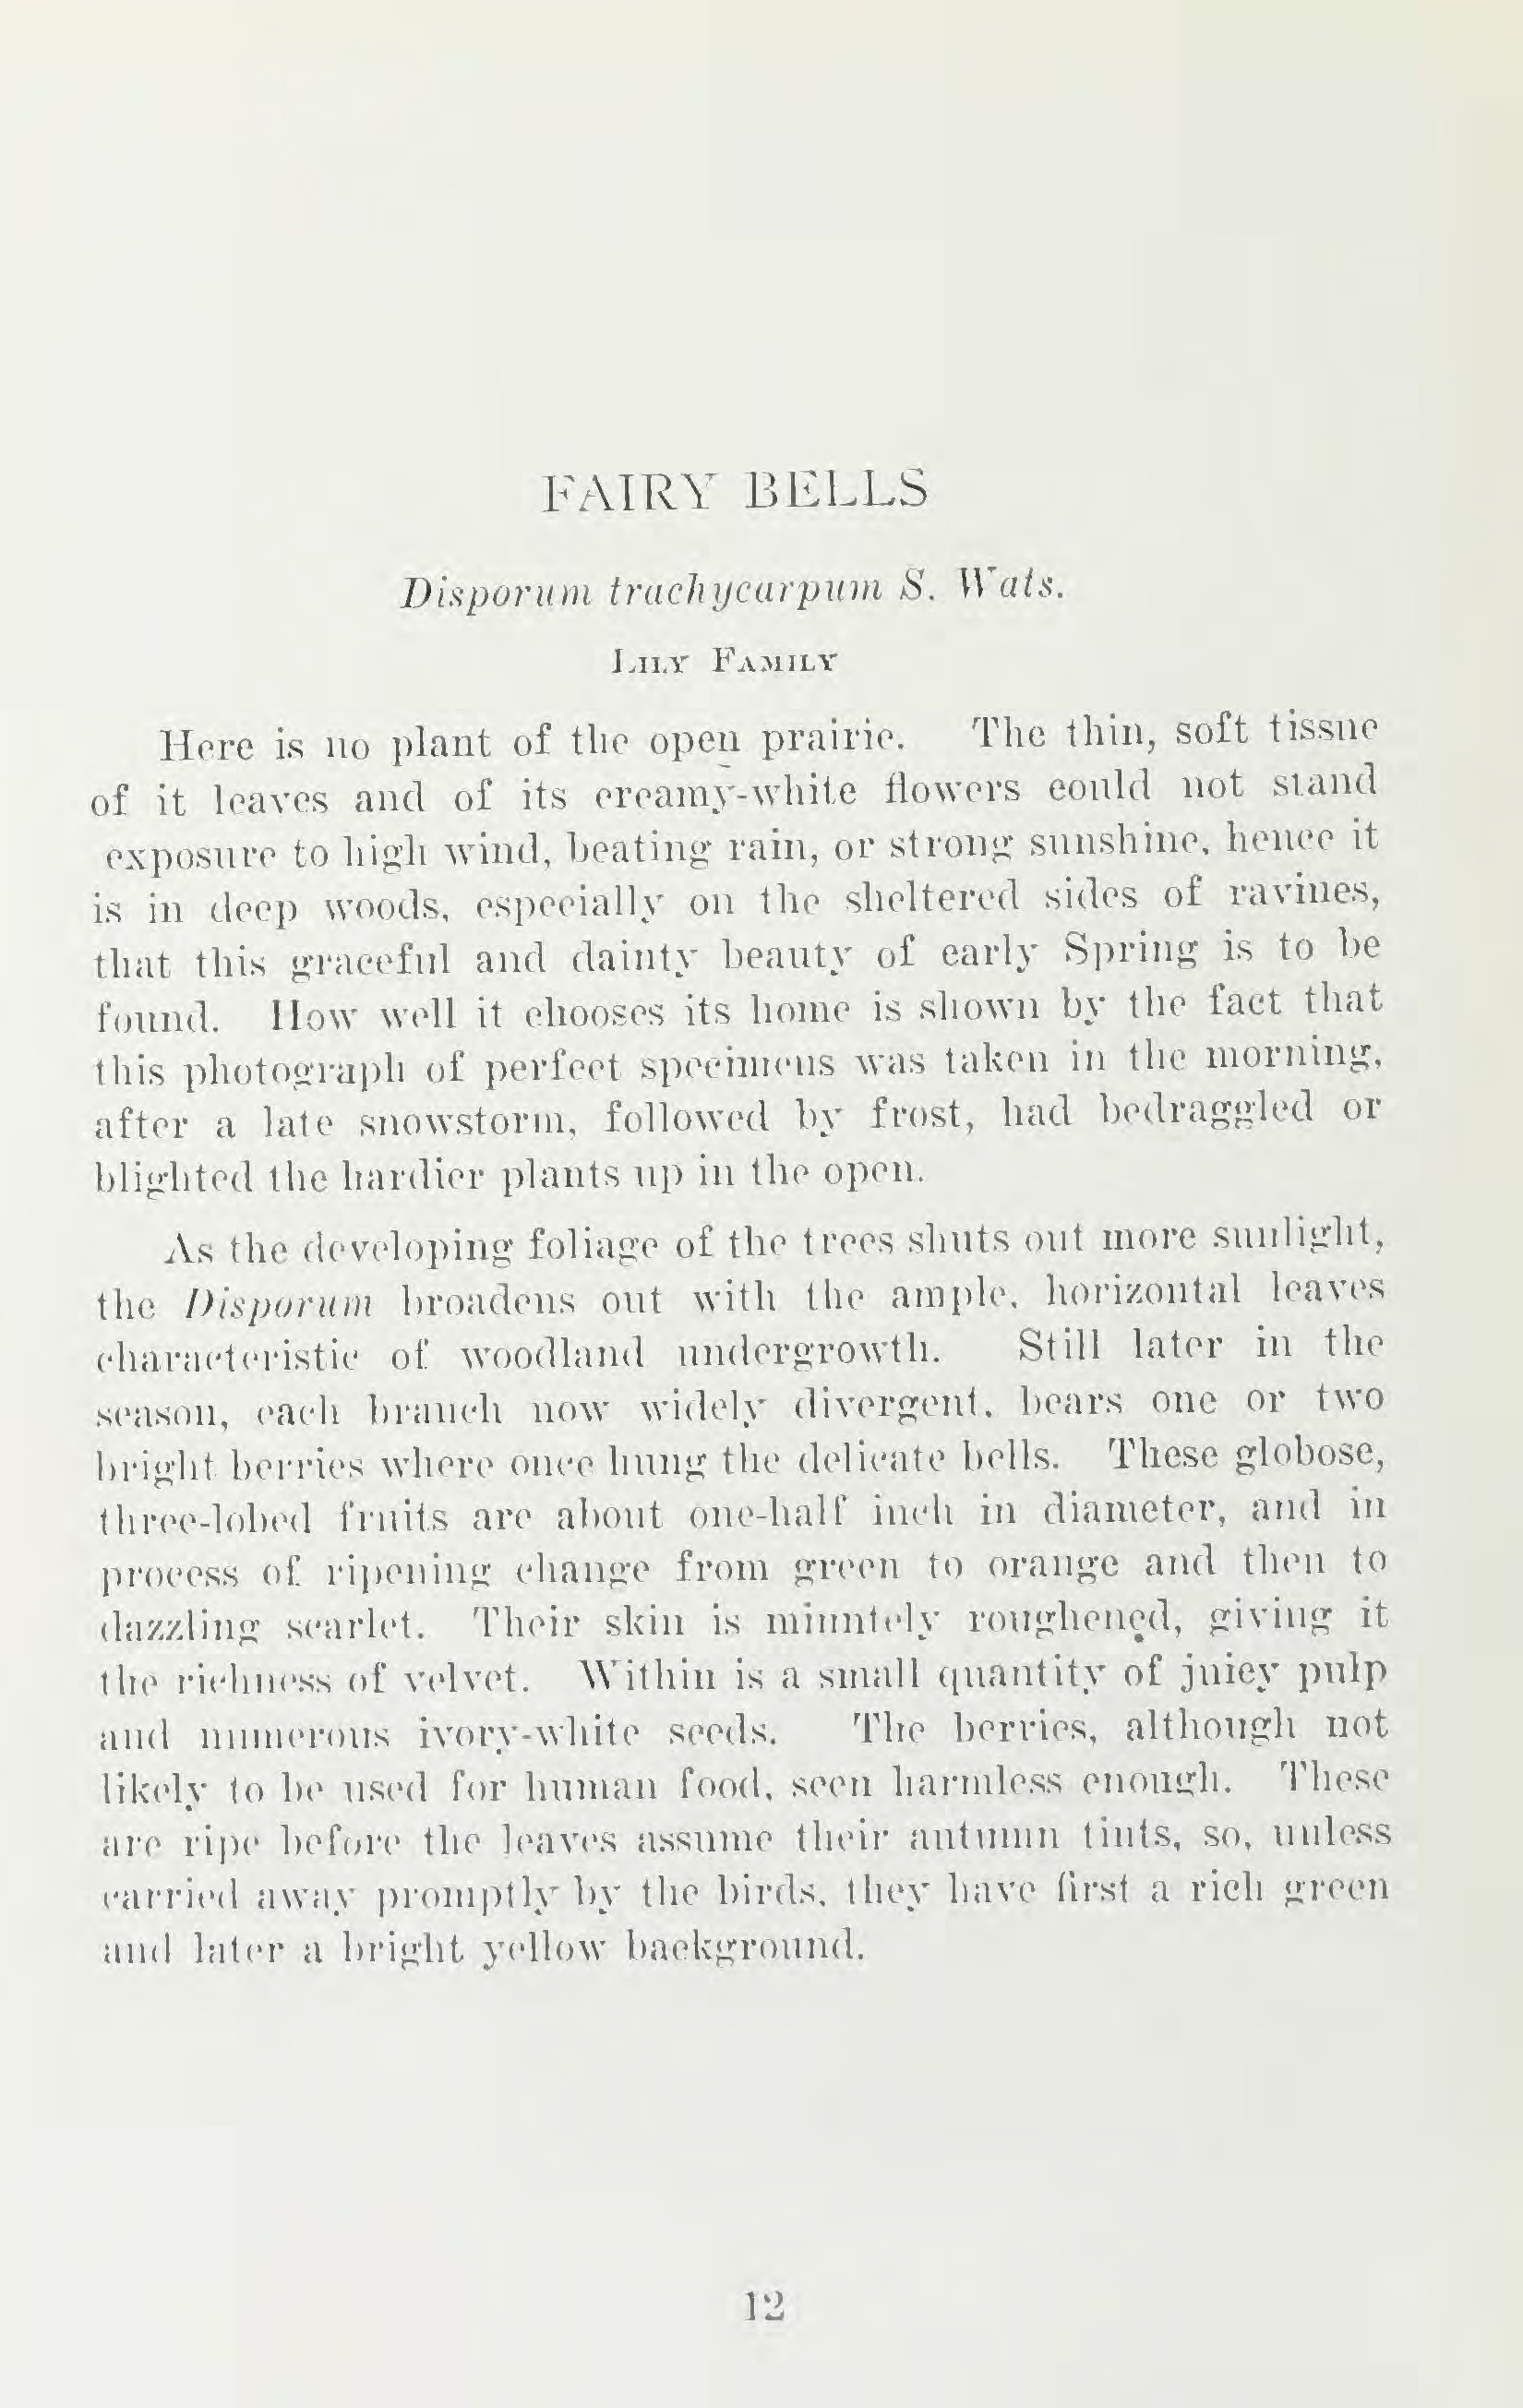 FAIRY BELLS
Disporum trachycarpum S. Wats.
Lily Family
Here is no plant of the open prairie. The thin, soft tissue
of it leaves and of its creamy-white flowers could not stand
exposure to high wind, beating rain, or strong sunshine, hence it
is in deep woods, especially on the sheltered sides of ravines,
that this graceful and dainty beauty of early Spring is to be
found. How well it chooses its home is shown by the fact that
this photograph of perfect specimens was taken in the morning,
after a late snowstorm, followed by frost, had bedraggled or
blighted the hardier plants up in the open.
As the developing foliage of the trees shuts out more sunlight,
the Disporum broadens out with the ample, horizontal leaves
characteristic of woodland undergrowth. Still later in the
season, each branch now widely divergent, bears one or two
bright berries where once hung the delicate bells. These globose,
three-lobed fruits are about one-half inch in diameter, and in
process of ripening change from green to orange and then to
dazzling scarlet. Their skin is minutely roughened, giving it
the richness of velvet. Within is a small quantity of juicy pulp
and numerous ivory-white seeds. The berries, although not
likely to be used for human food, seen harmless enough. These
are ripe before the leaves assume their autumn tints, so, unless
carried away promptly by the birds, they have first a rich green
and later a bright yellow background.
12